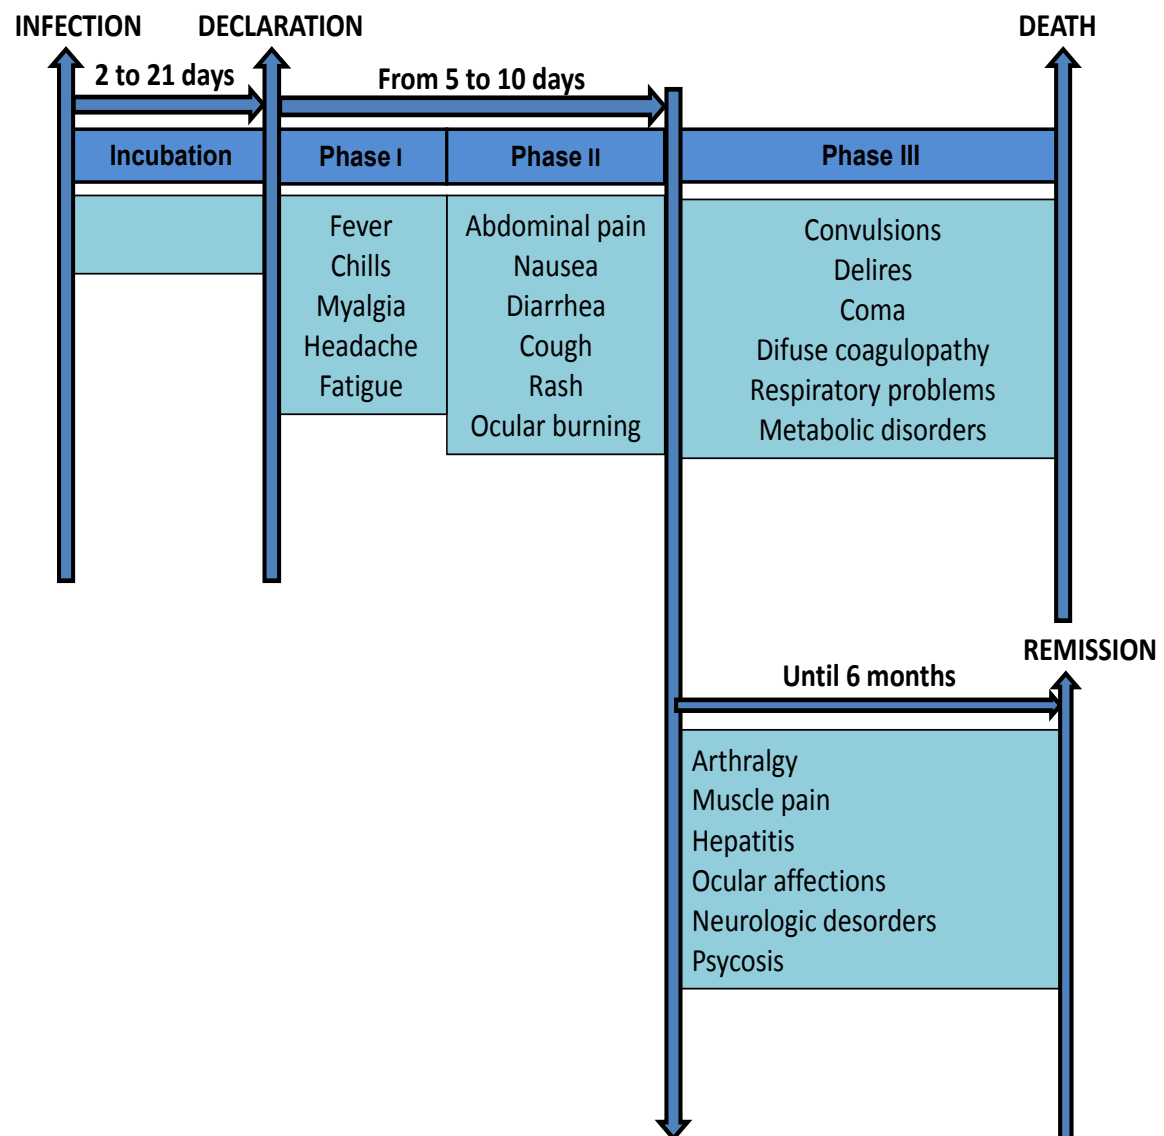 INFECTION
DECLARATION
DEATH
2 to 21 days
From 5 to 10 days
Incubation
Phase I
Phase II
Phase III
Fever
Chills
Myalgia
Headache
Fatigue
Abdominal pain
Nausea
Diarrhea
Cough
Rash
Ocular burning
Convulsions
Delires
Coma
Difuse coagulopathy
Respiratory problems
Metabolic disorders
REMISSION
Until 6 months
Arthralgy
Muscle pain
Hepatitis
Ocular affections
Neurologic desorders
Psycosis